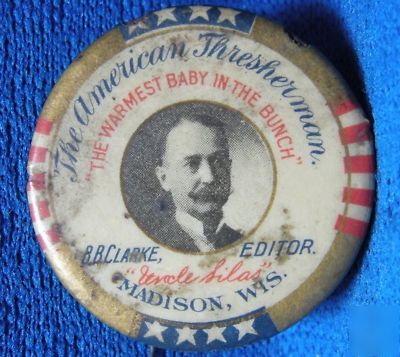 The American Thresherman.
"THE WARMEST BABY IN THE BUNCH"
B.B. CLARKE, EDITOR.
"Uncle Silas"
MADISON, WIS.